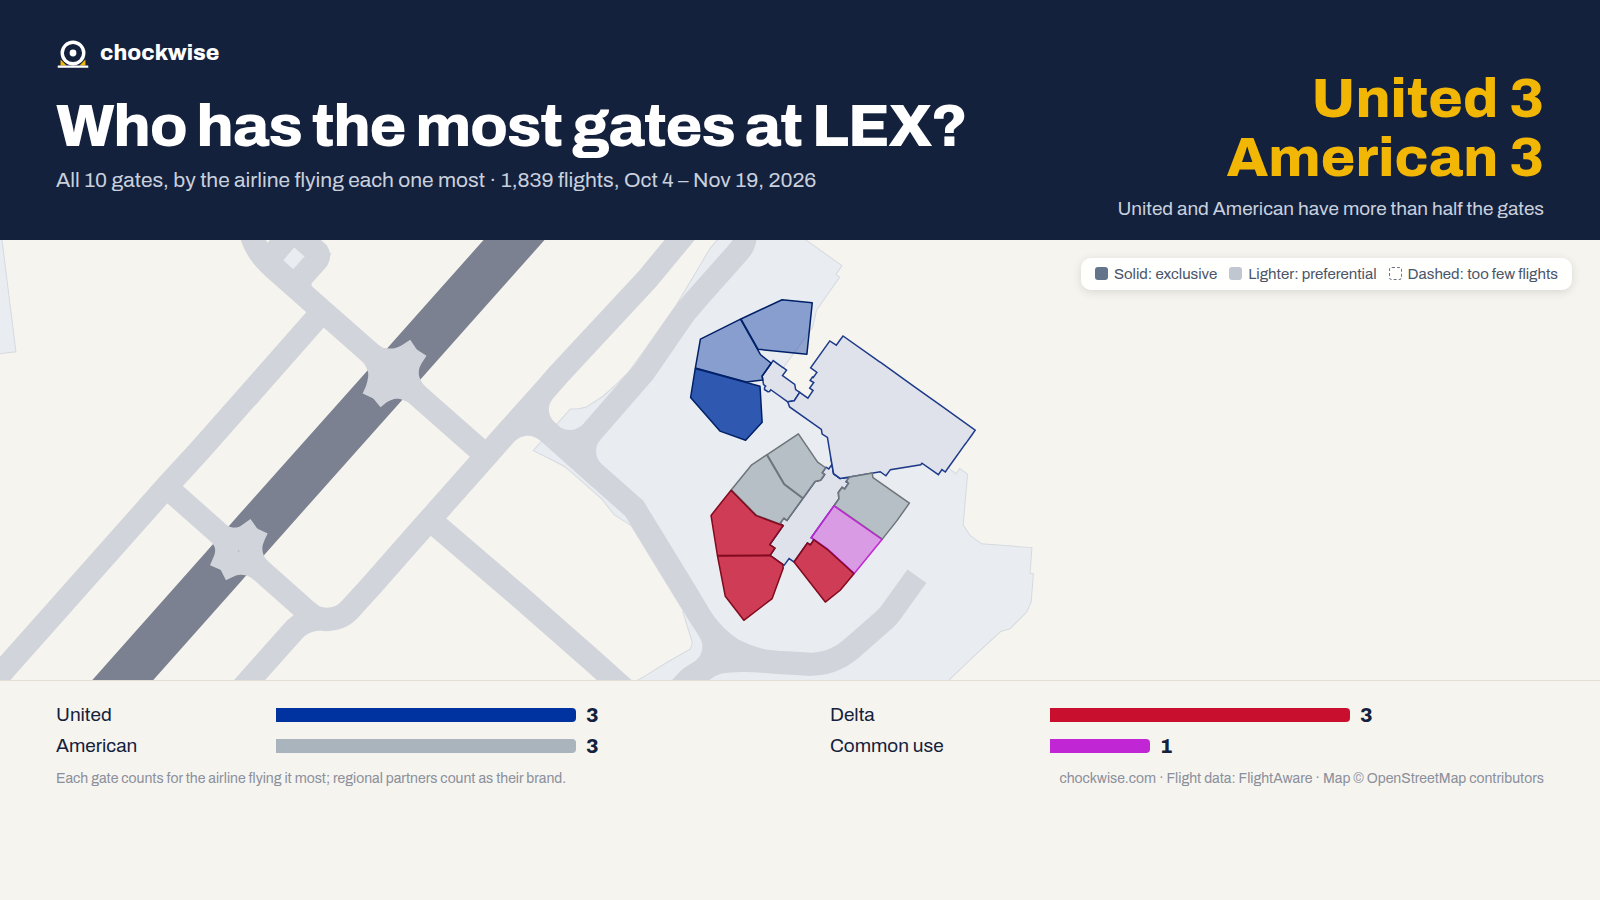 chockwise
Who has the most gates at LEX?
All 10 gates, by the airline flying each one most · 1,839 flights, Oct 4 – Nov 19, 2026
United 3
American 3
United and American have more than half the gates
Solid: exclusive
Lighter: preferential
Dashed: too few flights
United 3
American 3
Delta 3
Common use 1
Each gate counts for the airline flying it most; regional partners count as their brand.
chockwise.com · Flight data: FlightAware · Map © OpenStreetMap contributors